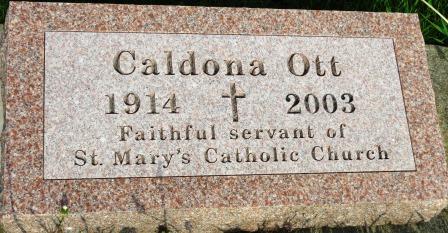 Caldona Ott
1914 2003
Faithful servant of
St. Mary's Catholic Church